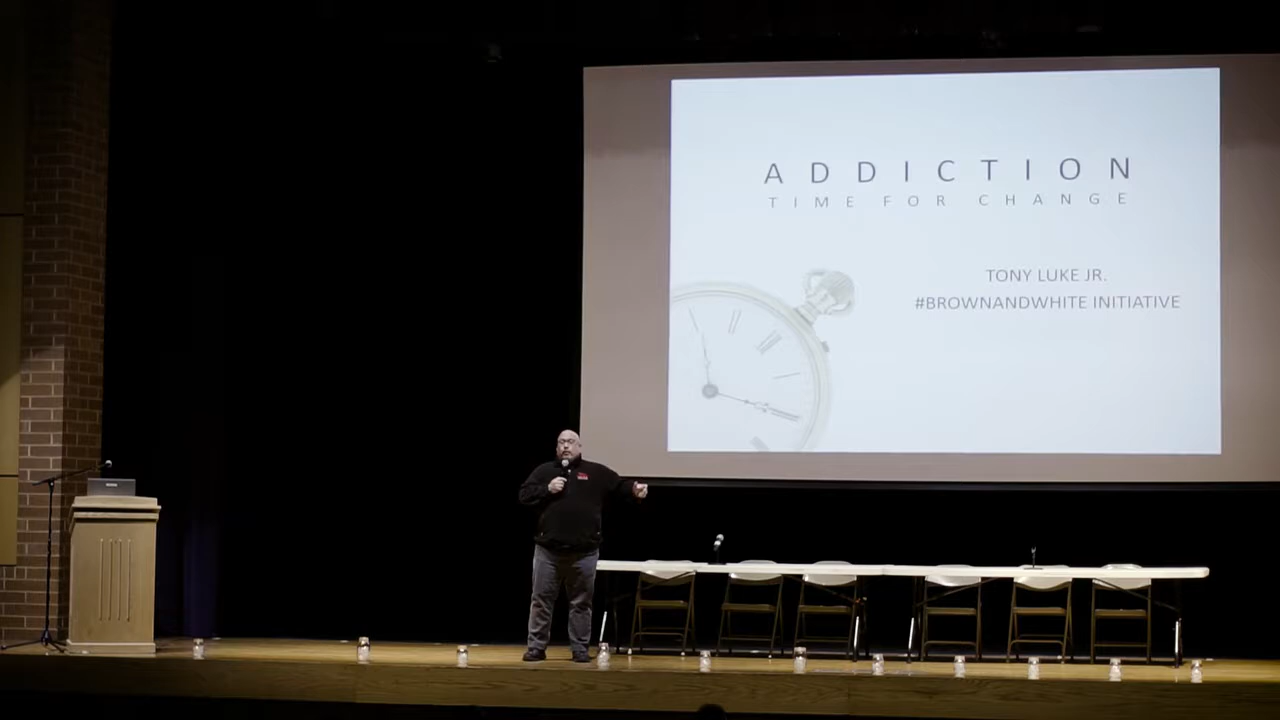 ADDICTION
TIME FOR CHANGE
TONY LUKE JR.
#BROWNANDWHITE INITIATIVE